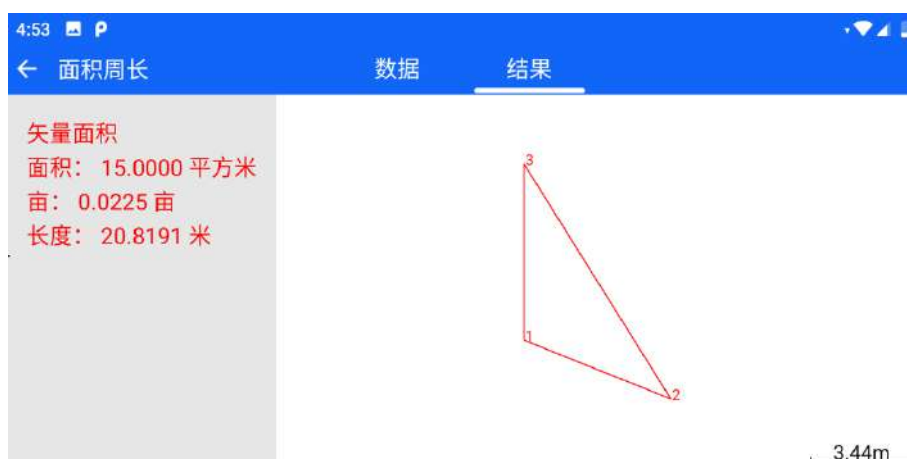 4:53
← 面积周长 数据 结果
矢量面积
面积： 15.0000 平方米
亩： 0.0225 亩
长度： 20.8191 米
3
1
2
3.44m